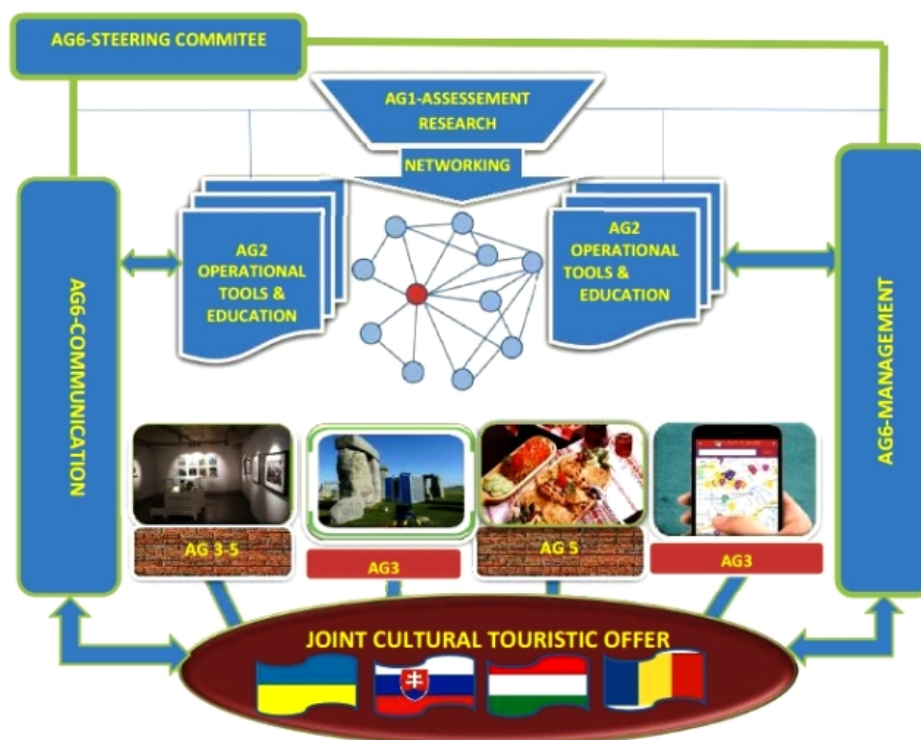 AG6-STEERING COMMITEE
AG1-ASSESSEMENT
RESEARCH
NETWORKING
AG2
OPERATIONAL
TOOLS &
EDUCATION
AG2
OPERATIONAL
TOOLS &
EDUCATION
AG6-COMMUNICATION
AG6-MANAGEMENT
AG 3-5
AG3
AG 5
AG3
JOINT CULTURAL TOURISTIC OFFER